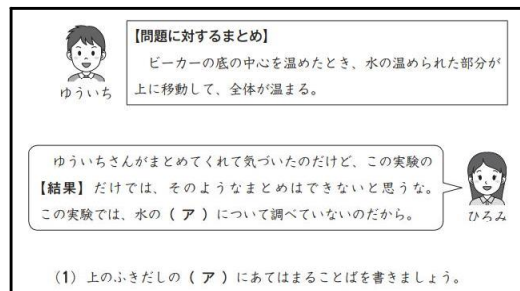 【問題に対するまとめ】
ビーカーの底の中心を温めたとき、水の温められた部分が
上に移動して、全体が温まる。
ゆういち
ゆういちさんがまとめてくれて気づいたのだけど、この実験の
【結果】だけでは、そのようなまとめはできないと思うな。
この実験では、水の（ア）について調べていないのだから。
ひろみ
（1）上のふきだしの（ア）にあてはまることばを書きましょう。